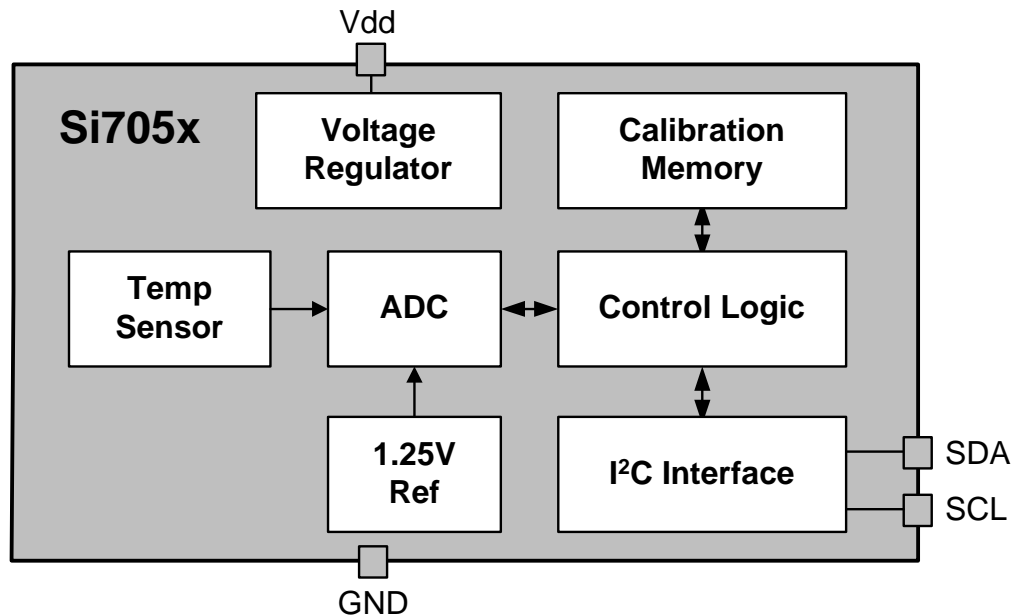 Vdd
Si705x
Voltage
Regulator
Calibration
Memory
Temp
Sensor
ADC
Control Logic
1.25V
Ref
I²C Interface
SDA
SCL
GND